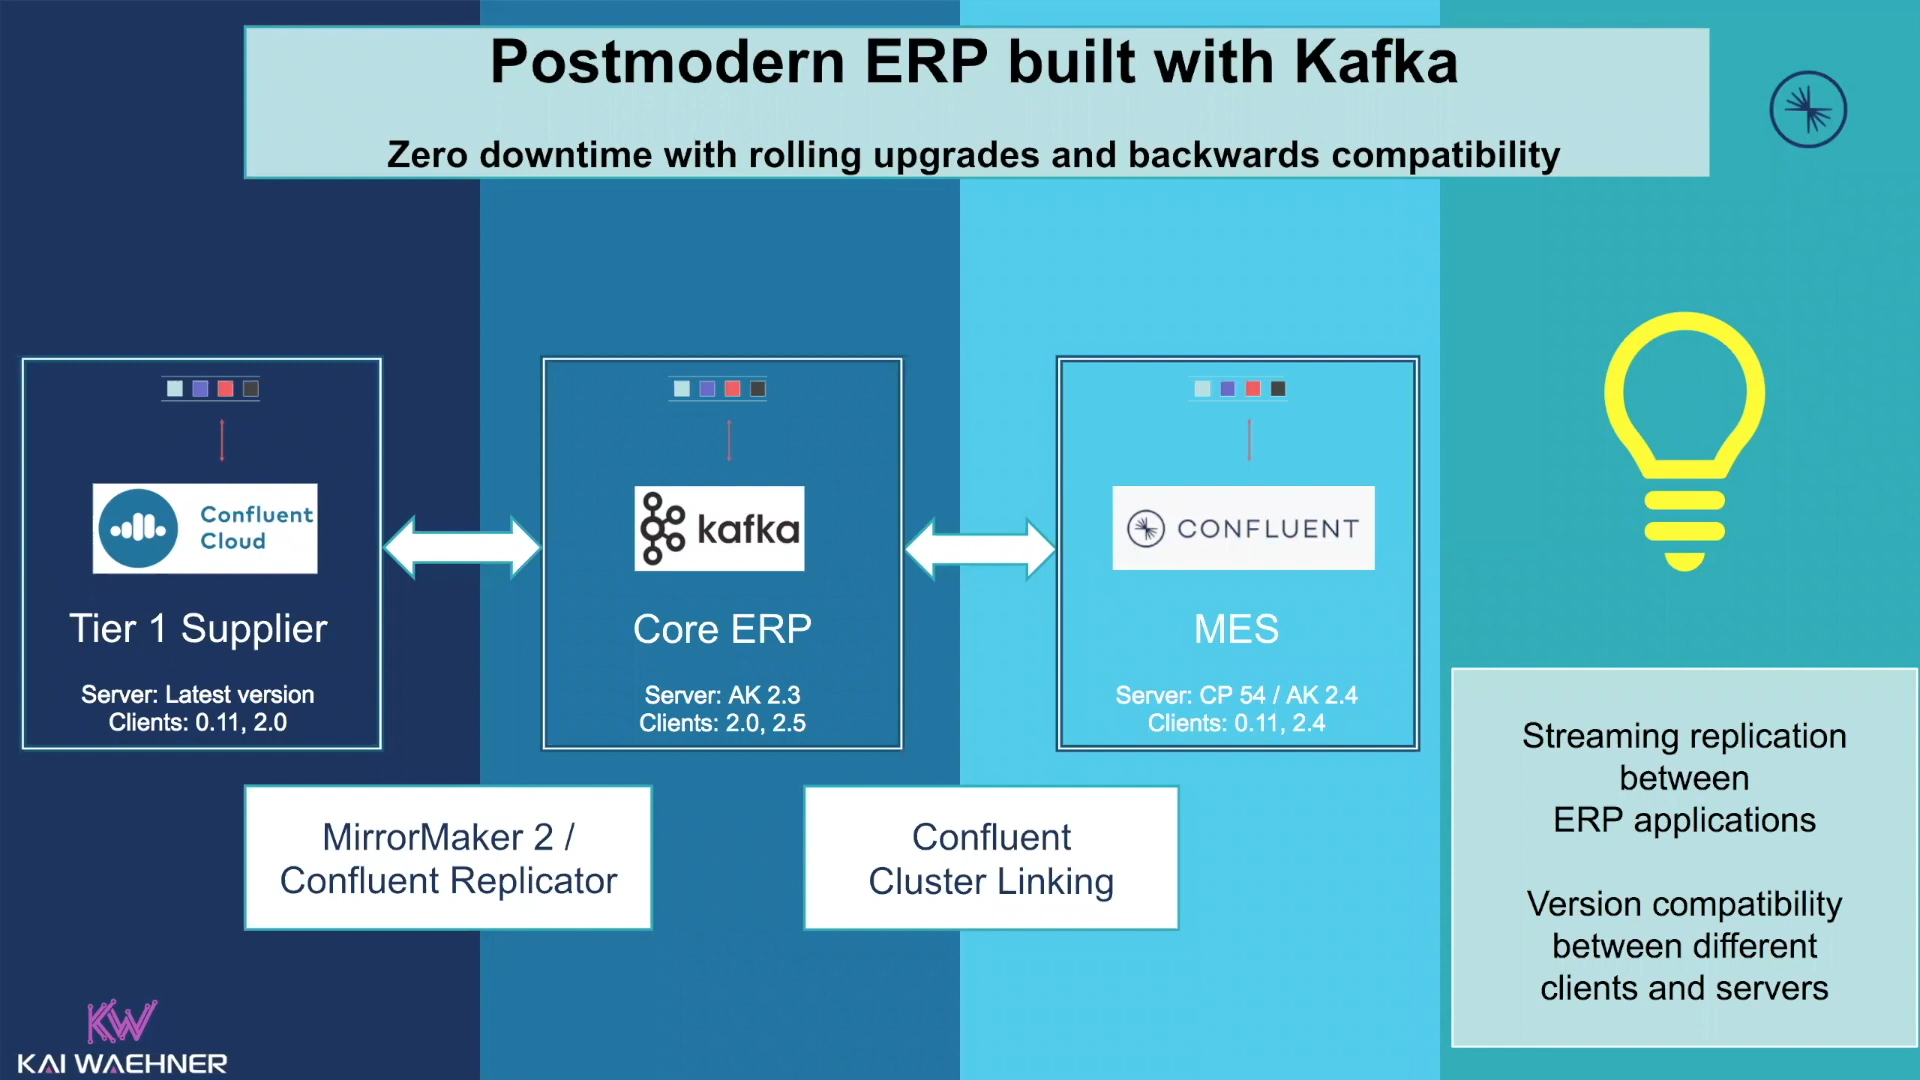 Postmodern ERP built with Kafka
Zero downtime with rolling upgrades and backwards compatibility
Confluent
Cloud
Tier 1 Supplier
Server: Latest version
Clients: 0.11, 2.0
kafka
Core ERP
Server: AK 2.3
Clients: 2.0, 2.5
CONFLUENT
MES
Server: CP 54 / AK 2.4
Clients: 0.11, 2.4
MirrorMaker 2 /
Confluent Replicator
Confluent
Cluster Linking
Streaming replication
between
ERP applications
Version compatibility
between different
clients and servers
KW
KAI WAEHNER